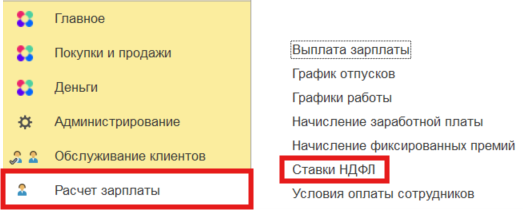 Главное
Покупки и продажи
Деньги
Администрирование
Обслуживание клиентов
Расчет зарплаты
Выплата зарплаты
График отпусков
Графики работы
Начисление заработной платы
Начисление фиксированных премий
Ставки НДФЛ
Условия оплаты сотрудников